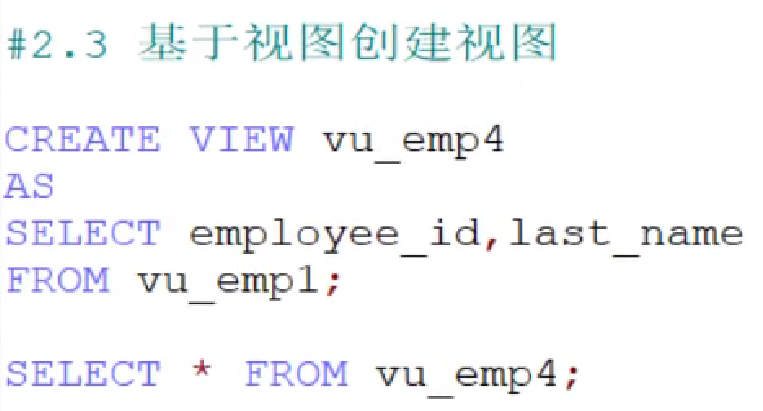 #2.3 基于视图创建视图
CREATE VIEW vu_emp4
AS
SELECT employee_id,last_name
FROM vu_emp1;
SELECT * FROM vu_emp4;